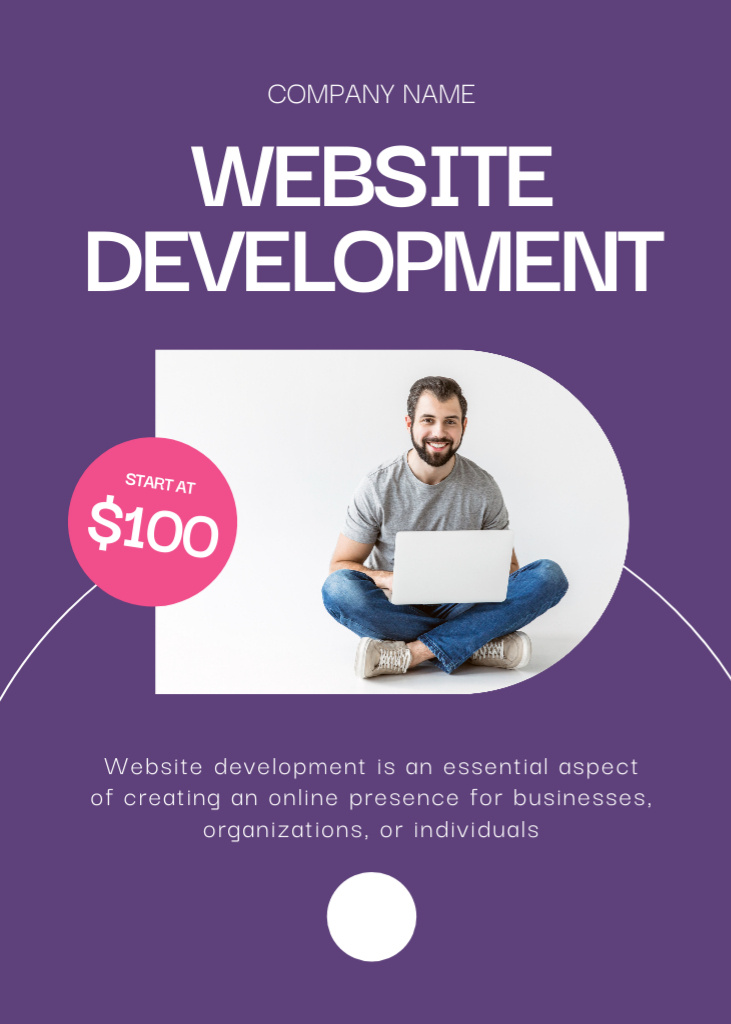 COMPANY NAME
WEBSITE
DEVELOPMENT
START AT
$100
Website development is an essential aspect
of creating an online presence for businesses,
organizations, or individuals